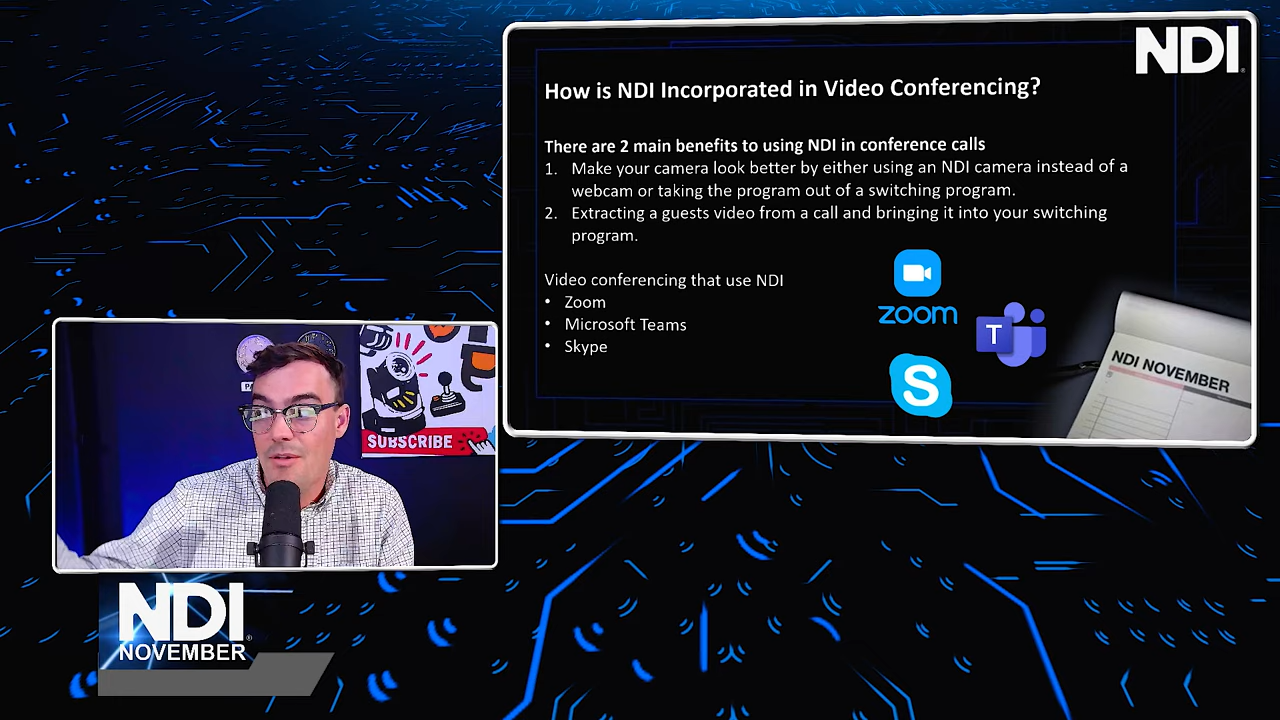 NDI
How is NDI Incorporated in Video Conferencing?
There are 2 main benefits to using NDI in conference calls
1. Make your camera look better by either using an NDI camera instead of a
webcam or taking the program out of a switching program.
2. Extracting a guests video from a call and bringing it into your switching
program.
Video conferencing that use NDI
• Zoom
• Microsoft Teams
• Skype
zoom
T
S
NDI NOVEMBER
SUBSCRIBE
NDI
NOVEMBER